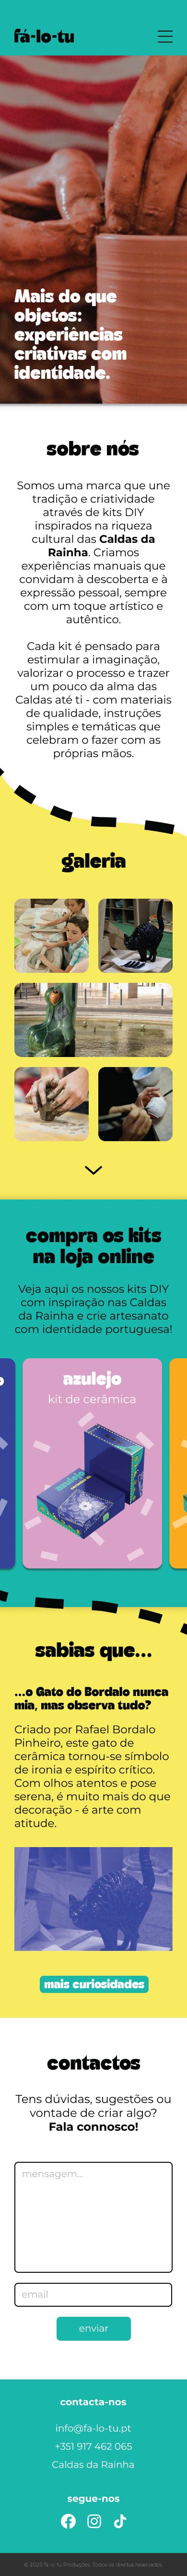 fá-lo-tu
Mais do que
objetos:
experiências
criativas com
identidade.
sobre nós
Somos uma marca que une
tradição e criatividade
através de kits DIY
inspirados na riqueza
cultural das Caldas da
Rainha. Criamos
experiências manuais que
convidam à descoberta e à
expressão pessoal, sempre
com um toque artístico e
autêntico.
Cada kit é pensado para
estimular a imaginação,
valorizar o processo e trazer
um pouco da alma das
Caldas até ti - com materiais
de qualidade, instruções
simples e temáticas que
celebram o fazer com as
próprias mãos.
galeria
compra os kits
na loja online
Veja aqui os nossos kits DIY
com inspiração nas Caldas
da Rainha e crie artesanato
com identidade portuguesa!
azulejo
kit de cerâmica
azulejo
sabias que...
...o Gato do Bordalo nunca
mia, mas observa tudo?
Criado por Rafael Bordalo
Pinheiro, este gato de
cerâmica tornou-se símbolo
de ironia e espírito crítico.
Com olhos atentos e pose
serena, é muito mais do que
decoração - é arte com
atitude.
mais curiosidades
contactos
Tens dúvidas, sugestões ou
vontade de criar algo?
Fala connosco!
mensagem...
email
enviar
contacta-nos
info@fa-lo-tu.pt
+351 917 462 065
Caldas da Rainha
segue-nos
© 2025 fá-lo-tu Produções. Todos os direitos reservados.